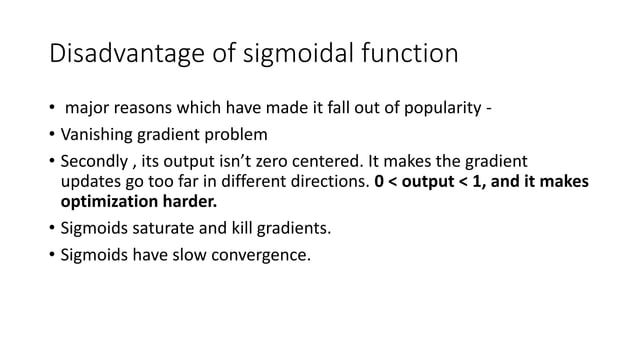 Disadvantage of sigmoidal function
• major reasons which have made it fall out of popularity -
• Vanishing gradient problem
• Secondly , its output isn’t zero centered. It makes the gradient
updates go too far in different directions. 0 < output < 1, and it makes
optimization harder.
• Sigmoids saturate and kill gradients.
• Sigmoids have slow convergence.